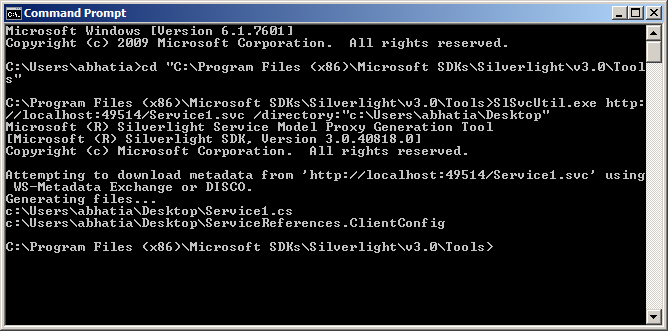 Command Prompt
Microsoft Windows [Version 6.1.7601]
Copyright (c) 2009 Microsoft Corporation.  All rights reserved.
C:\Users\abhatia>cd "C:\Program Files (x86)\Microsoft SDKs\Silverlight\v3.0\Tool
s"
C:\Program Files (x86)\Microsoft SDKs\Silverlight\v3.0\Tools>SlSvcUtil.exe http:
//localhost:49514/Service1.svc /directory:"c:\Users\abhatia\Desktop"
Microsoft (R) Silverlight Service Model Proxy Generation Tool
[Microsoft (R) Silverlight SDK, Version 3.0.40818.0]
Copyright (c) Microsoft Corporation.  All rights reserved.
Attempting to download metadata from 'http://localhost:49514/Service1.svc' using
 WS-Metadata Exchange or DISCO.
Generating files...
c:\Users\abhatia\Desktop\Service1.cs
c:\Users\abhatia\Desktop\ServiceReferences.ClientConfig
C:\Program Files (x86)\Microsoft SDKs\Silverlight\v3.0\Tools>